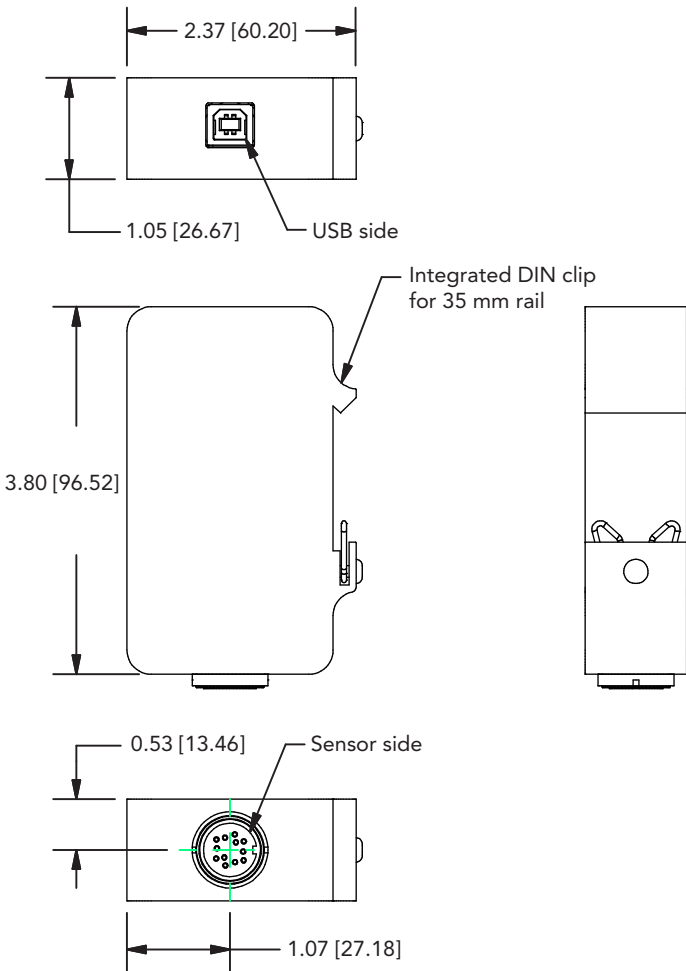 2.37 [60.20]
1.05 [26.67]
USB side
Integrated DIN clip
for 35 mm rail
3.80 [96.52]
0.53 [13.46]
Sensor side
1.07 [27.18]